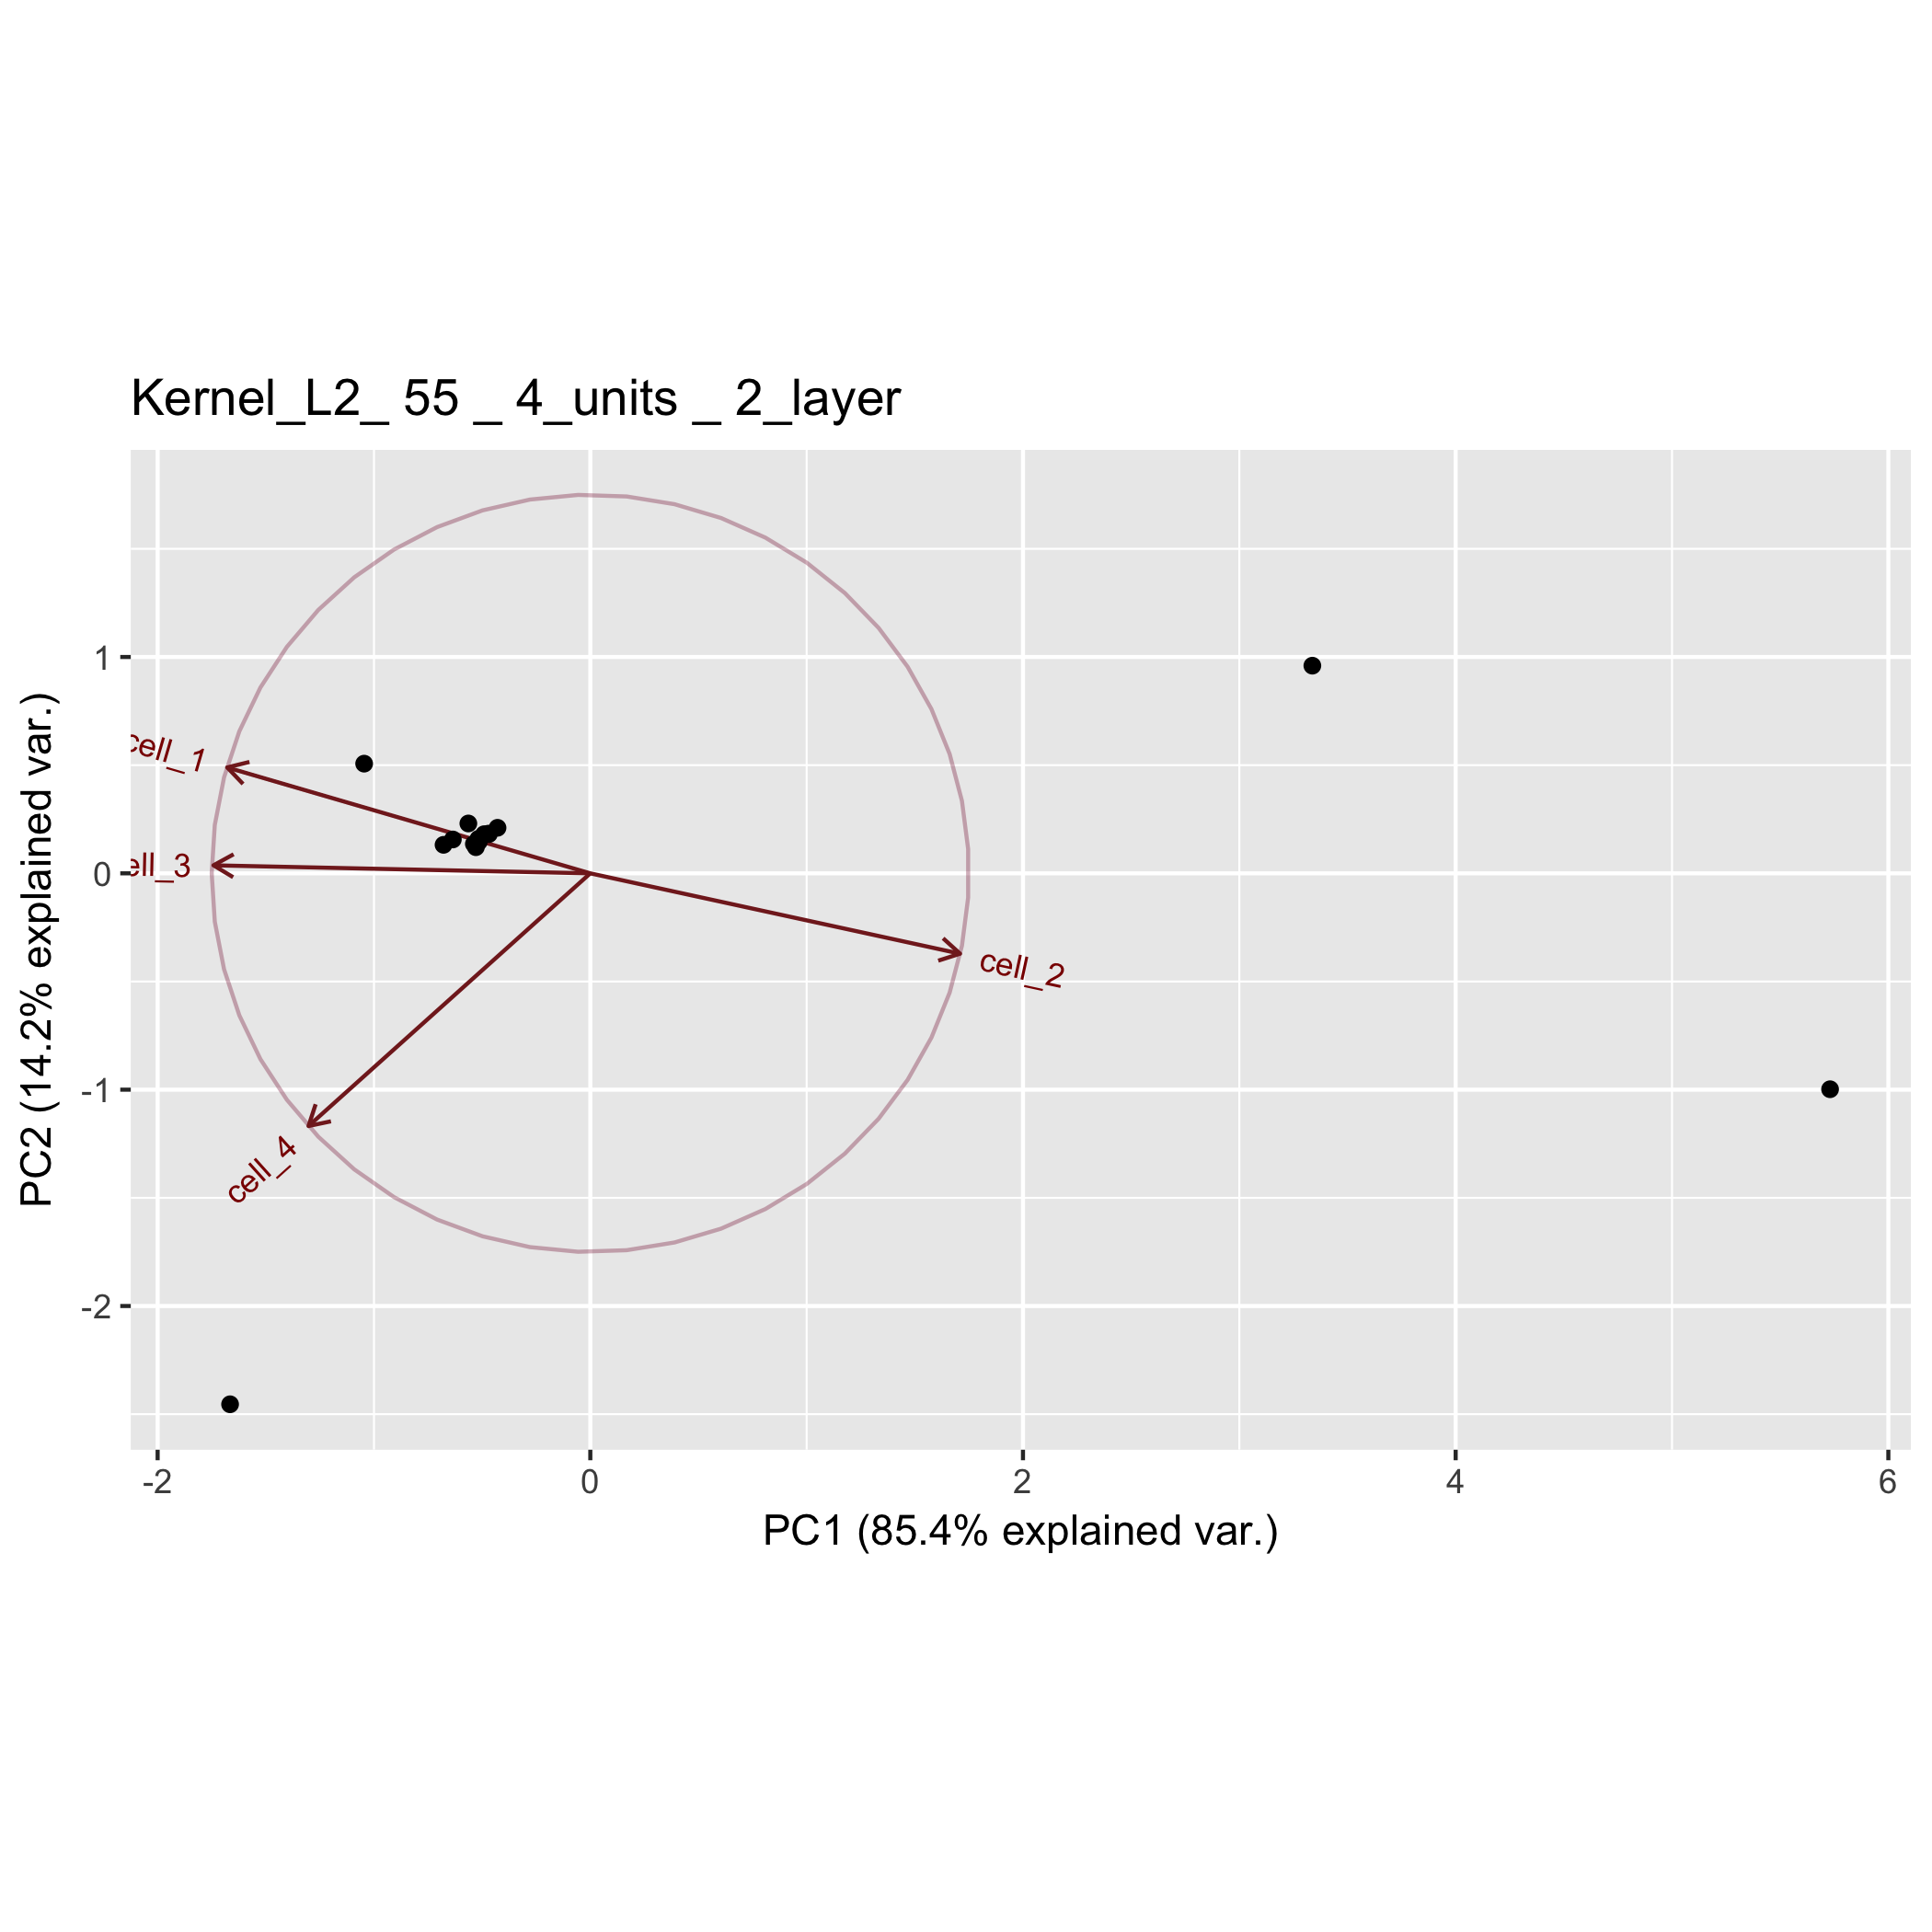 Kernel_L2_ 55 _ 4_units _ 2_layer
PC2 (14.2% explained var.)
1
0
-1
-2
cell_1
ell_3
cell_2
cell_4
-2 0 2 4 6
PC1 (85.4% explained var.)